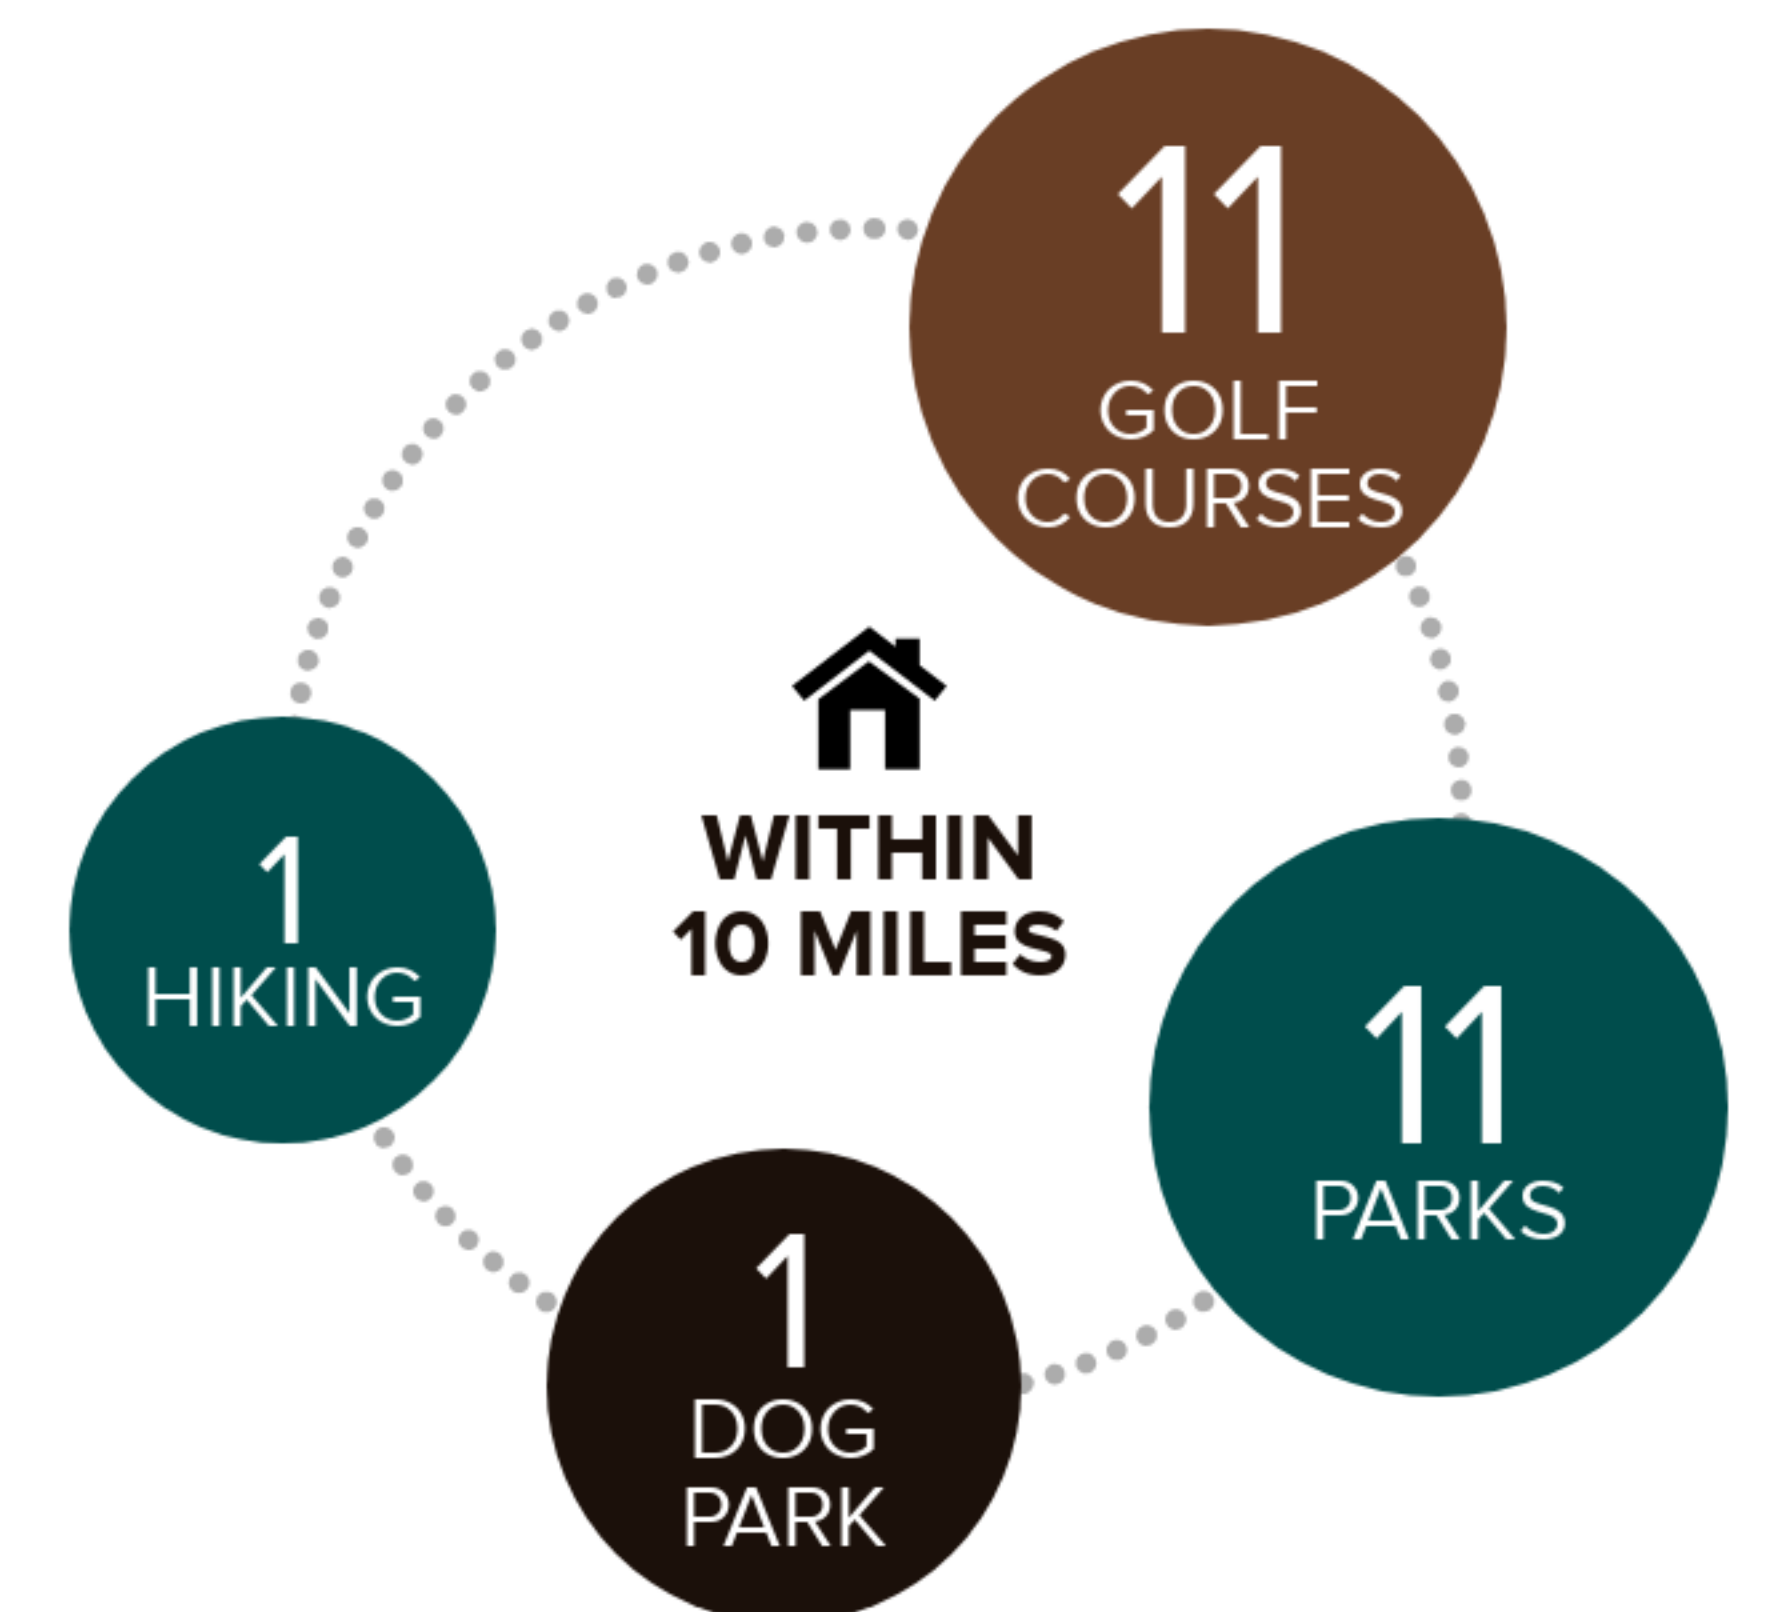 11
GOLF
COURSES
WITHIN
10 MILES
1
HIKING
11
PARKS
1
DOG
PARK